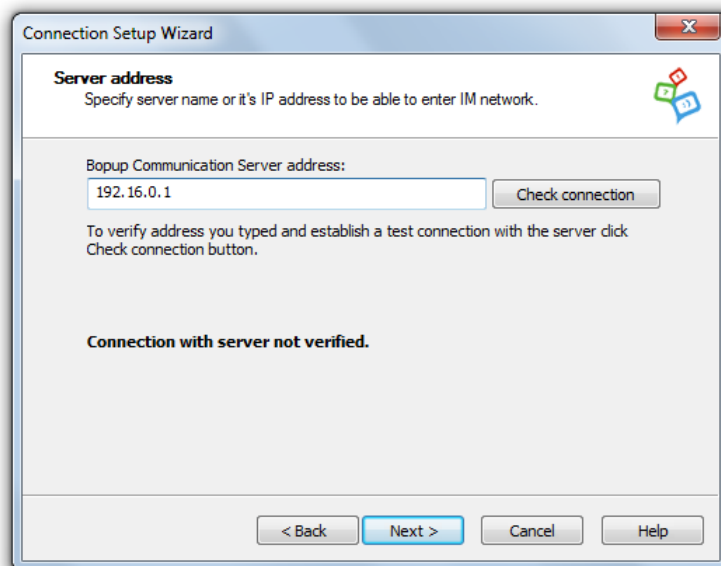 Connection Setup Wizard
Server address
Specify server name or it's IP address to be able to enter IM network.
Bopup Communication Server address:
192.16.0.1
Check connection
To verify address you typed and establish a test connection with the server click
Check connection button.
Connection with server not verified.
< Back
Next >
Cancel
Help